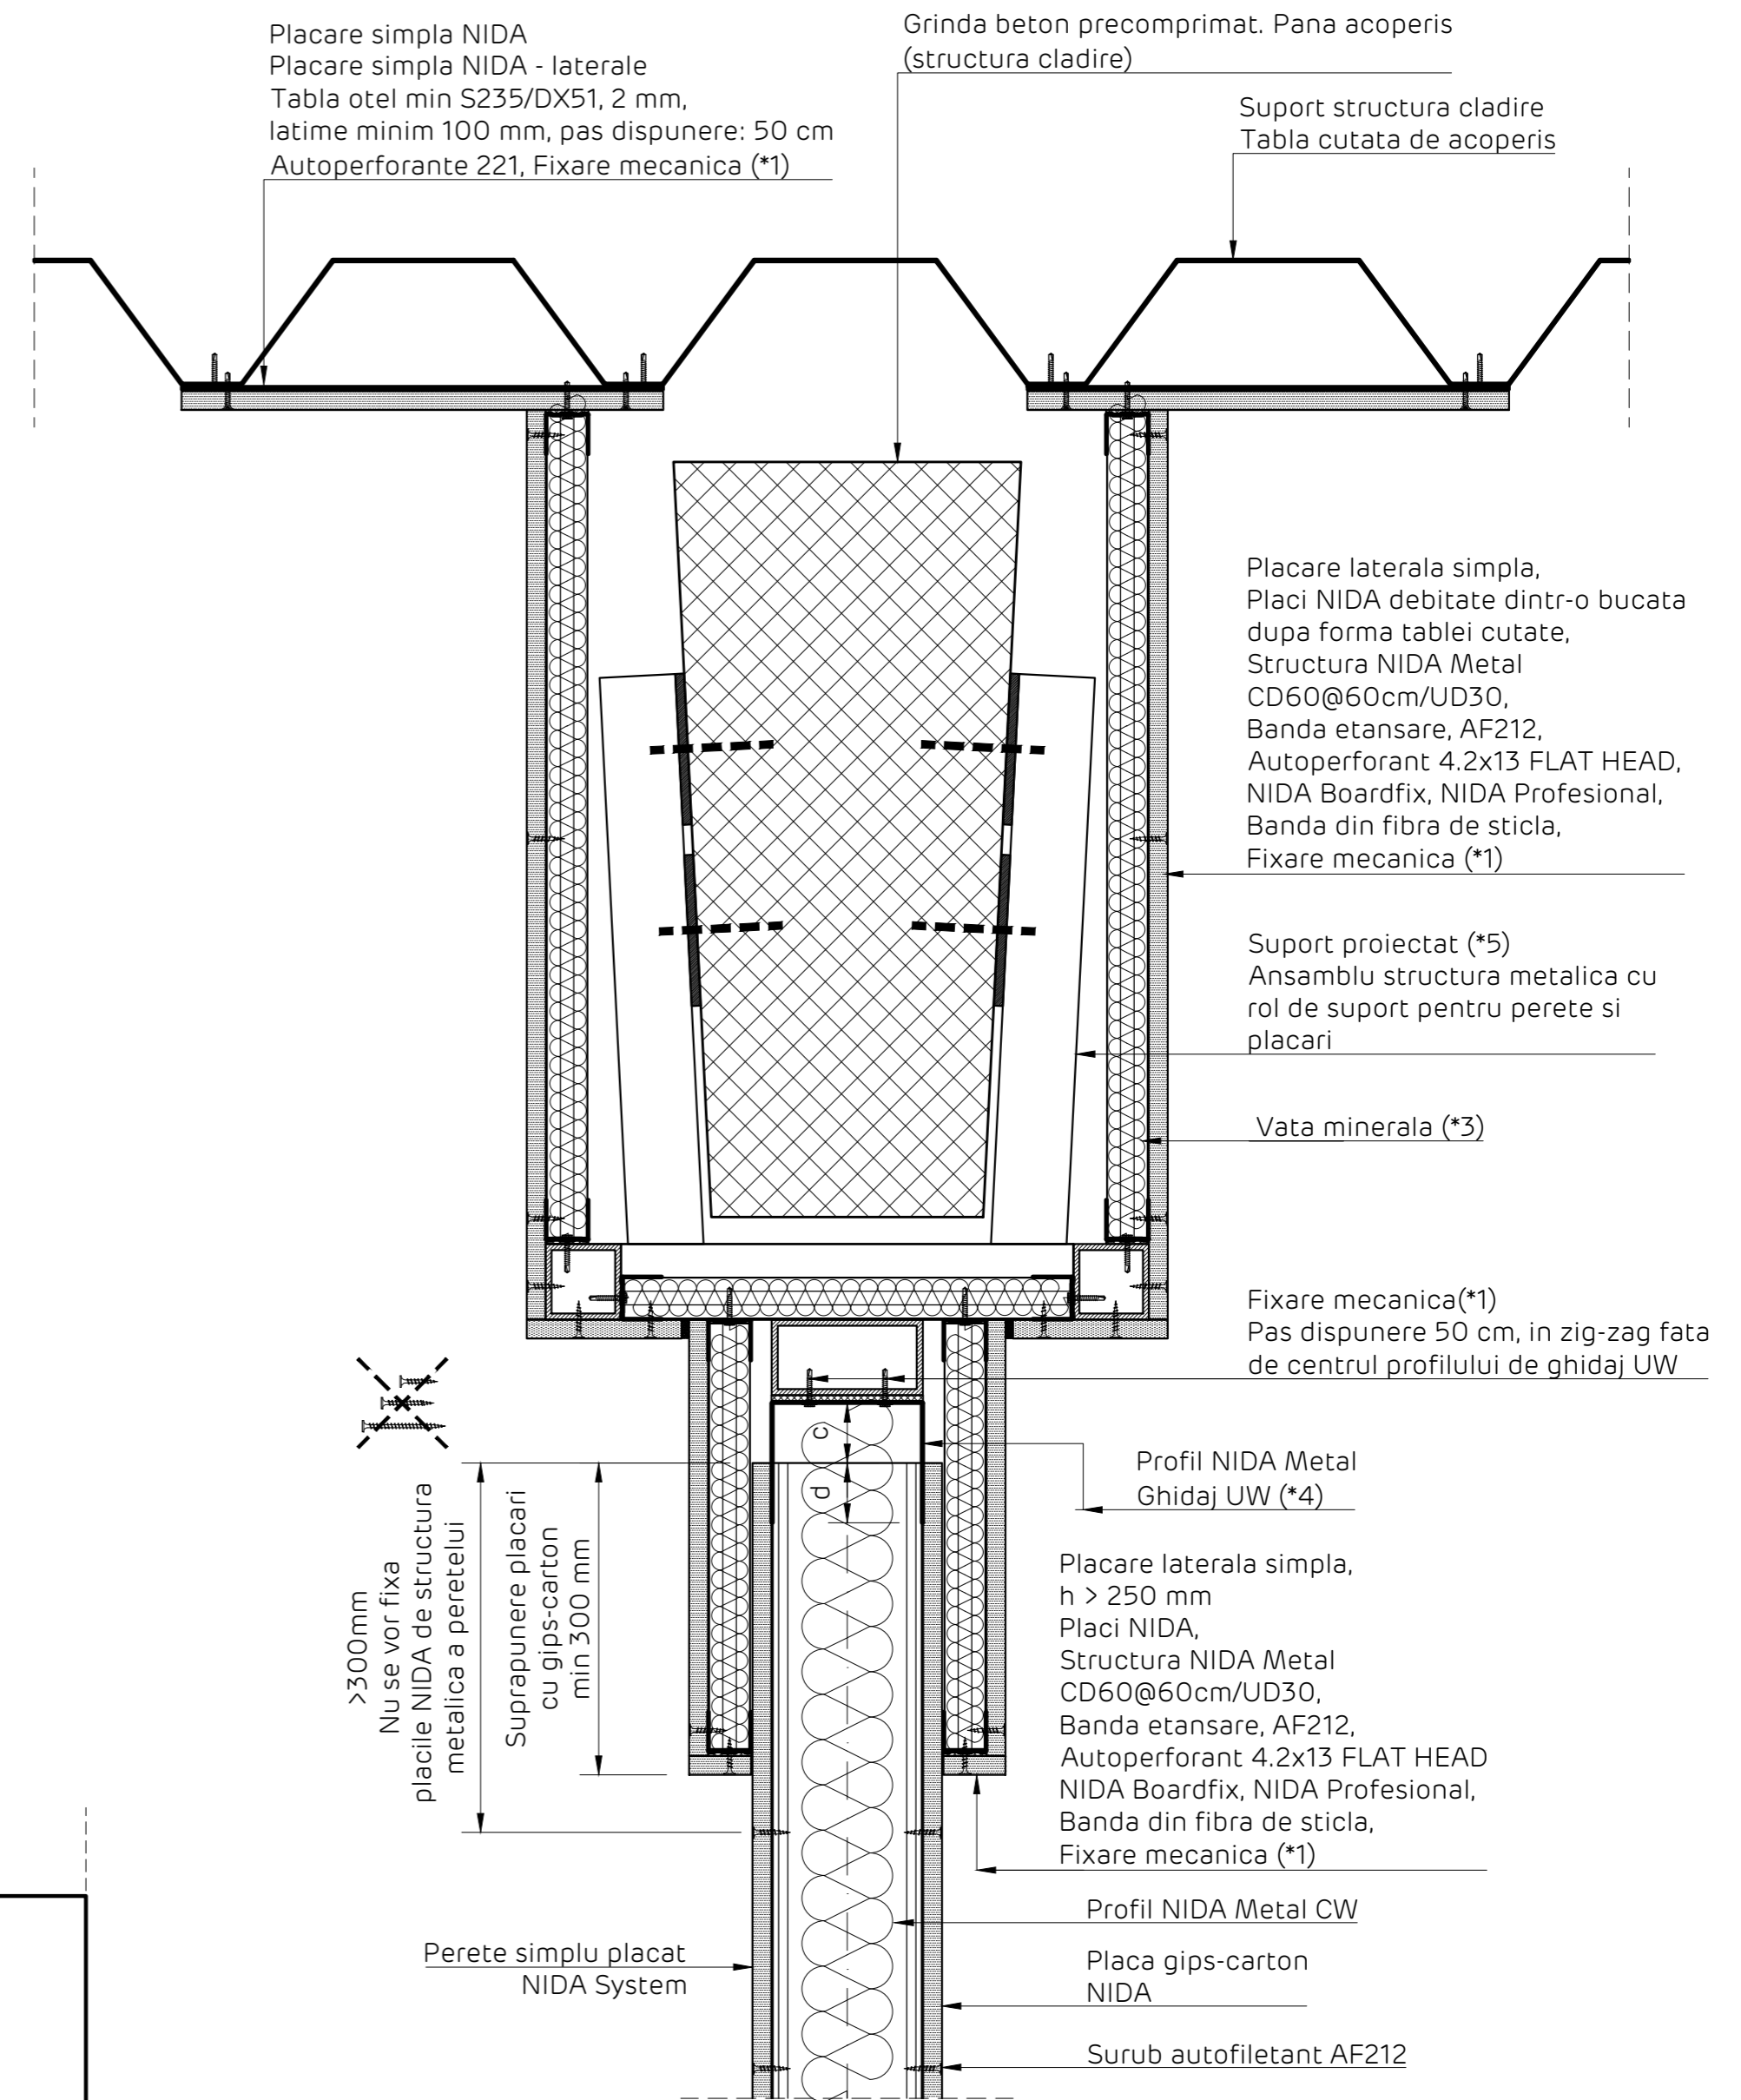 Placare simpla NIDA
Placare simpla NIDA - laterale
Tabla otel min S235/DX51, 2 mm,
latime minim 100 mm, pas dispunere: 50 cm
Autoperforante 221, Fixare mecanica (*1)
Grinda beton precomprimat. Pana acoperis
(structura cladire)
Suport structura cladire
Tabla cutata de acoperis
Placare laterala simpla,
Placi NIDA debitate dintr-o bucata
dupa forma tablei cutate,
Structura NIDA Metal
CD60@60cm/UD30,
Banda etansare, AF212,
Autoperforant 4.2x13 FLAT HEAD,
NIDA Boardfix, NIDA Profesional,
Banda din fibra de sticla,
Fixare mecanica (*1)
Suport proiectat (*5)
Ansamblu structura metalica cu
rol de suport pentru perete si
placari
Vata minerala (*3)
Fixare mecanica(*1)
Pas dispunere 50 cm, in zig-zag fata
de centrul profilului de ghidaj UW
c
d
Profil NIDA Metal
Ghidaj UW (*4)
>300mm
Nu se vor fixa
placile NIDA de structura
metalica a peretelui
Suprapunere placari
cu gips-carton
min 300 mm
Placare laterala simpla,
h > 250 mm
Placi NIDA,
Structura NIDA Metal
CD60@60cm/UD30,
Banda etansare, AF212,
Autoperforant 4.2x13 FLAT HEAD
NIDA Boardfix, NIDA Profesional,
Banda din fibra de sticla,
Fixare mecanica (*1)
Profil NIDA Metal CW
Perete simplu placat
NIDA System
Placa gips-carton
NIDA
Surub autofiletant AF212